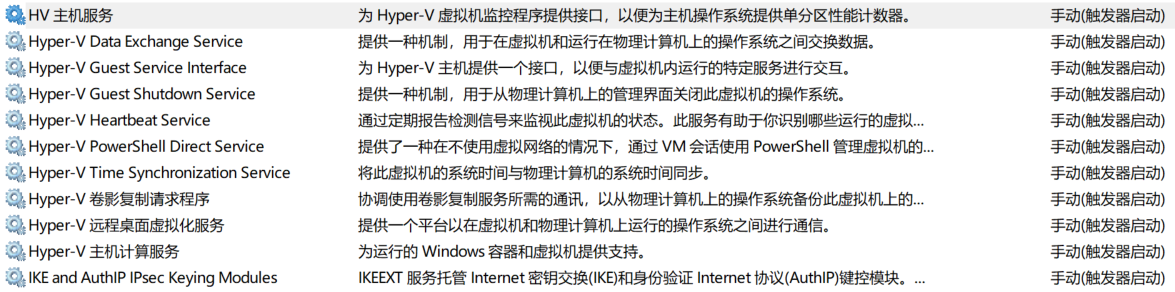 HV 主机服务 为 Hyper-V 虚拟机监控程序提供接口，以便为主机操作系统提供单分区性能计数器。 手动(触发器启动)
Hyper-V Data Exchange Service 提供一种机制，用于在虚拟机和运行在物理计算机上的操作系统之间交换数据。 手动(触发器启动)
Hyper-V Guest Service Interface 为 Hyper-V 主机提供一个接口，以便与虚拟机内运行的特定服务进行交互。 手动(触发器启动)
Hyper-V Guest Shutdown Service 提供一种机制，用于从物理计算机上的管理界面关闭此虚拟机的操作系统。 手动(触发器启动)
Hyper-V Heartbeat Service 通过定期报告检测信号来监视此虚拟机的状态。此服务有助于你识别哪些运行的虚拟... 手动(触发器启动)
Hyper-V PowerShell Direct Service 提供了一种在不使用虚拟网络的情况下，通过 VM 会话使用 PowerShell 管理虚拟机的... 手动(触发器启动)
Hyper-V Time Synchronization Service 将此虚拟机的系统时间与物理计算机的系统时间同步。 手动(触发器启动)
Hyper-V 卷影复制请求程序 协调使用卷影复制服务所需的通讯，以从物理计算机上的操作系统备份此虚拟机上的... 手动(触发器启动)
Hyper-V 远程桌面虚拟化服务 提供一个平台以在虚拟机和物理计算机上运行的操作系统之间进行通信。 手动(触发器启动)
Hyper-V 主机计算服务 为运行的 Windows 容器和虚拟机提供支持。 手动(触发器启动)
IKE and AuthIP IPsec Keying Modules IKEEXT 服务托管 Internet 密钥交换(IKE)和身份验证 Internet 协议(AuthIP)键控模块。... 手动(触发器启动)